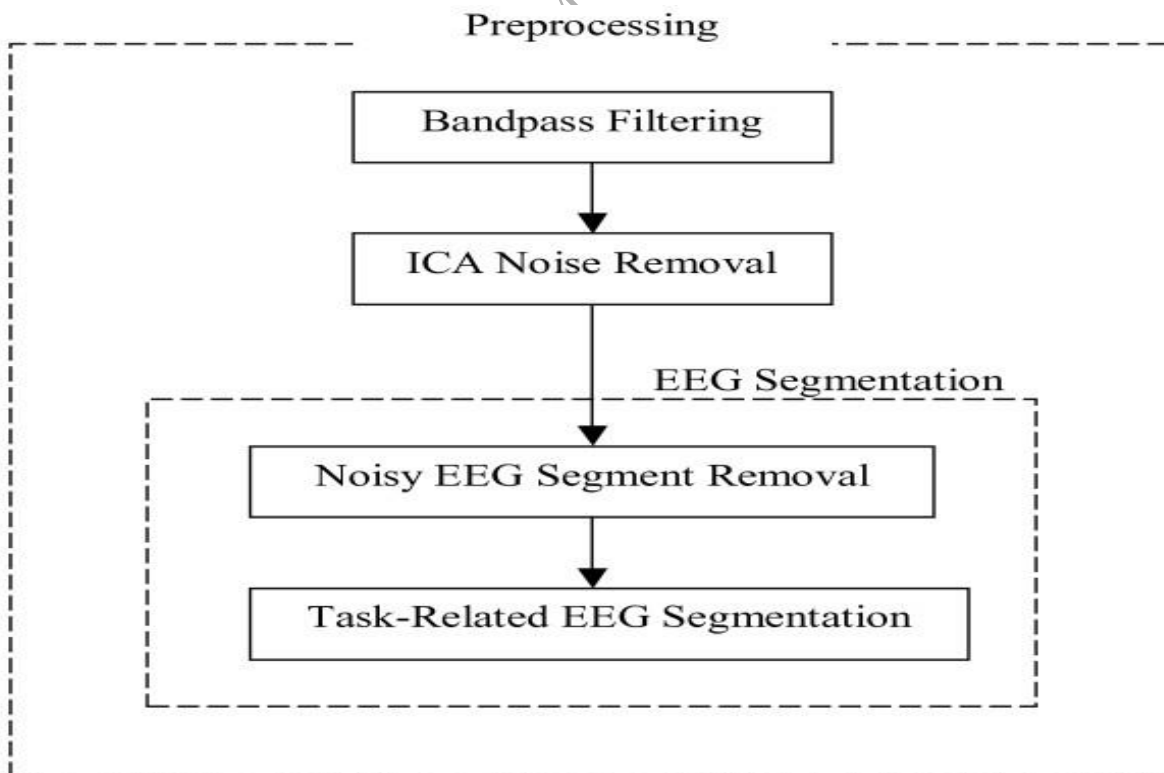 Preprocessing
Bandpass Filtering
ICA Noise Removal
EEG Segmentation
Noisy EEG Segment Removal
Task-Related EEG Segmentation